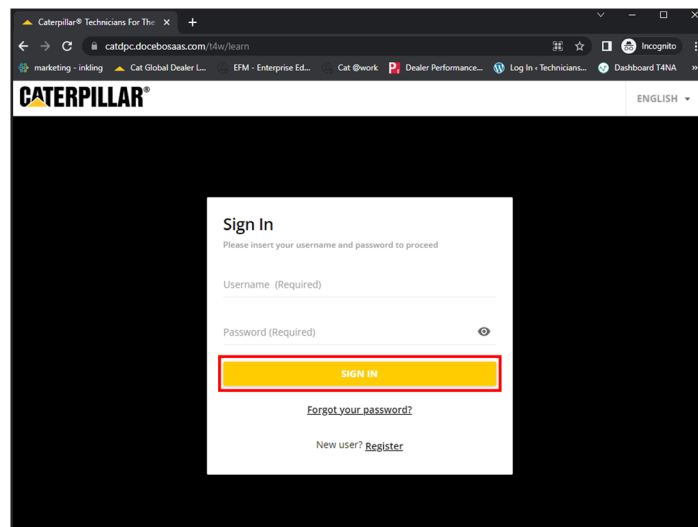 Caterpillar® Technicians For The
catdpc.docebosaas.com/t4w/learn
Incognito
marketing - inkling
Cat Global Dealer L...
EFM - Enterprise Ed...
Cat @work
Dealer Performance...
Log In ‹ Technicians...
Dashboard T4NA
CATERPILLAR®
ENGLISH
Sign In
Please insert your username and password to proceed
Username (Required)
Password (Required)
SIGN IN
Forgot your password?
New user? Register